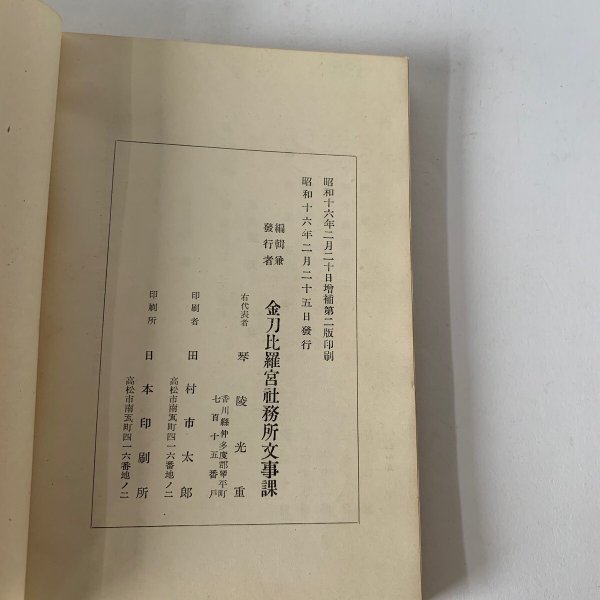 昭和十六年二月二十日增補第二版印刷
昭和十六年二月二十五日發行
編輯兼
發行者
金刀比羅宮社務所文事課
右代表者
琴陵光重
香川縣仲多度郡琴平町
七百十五番戶
印刷者
田村市太郎
高松市南瓦町四一六番地ノ二
印刷所
日本印刷所
高松市南瓦町四一六番地ノ二